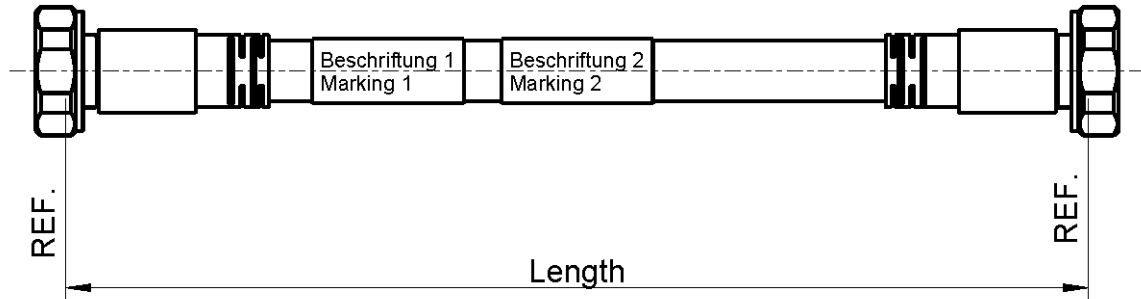 Beschriftung 1
Marking 1
Beschriftung 2
Marking 2
REF.
REF.
Length